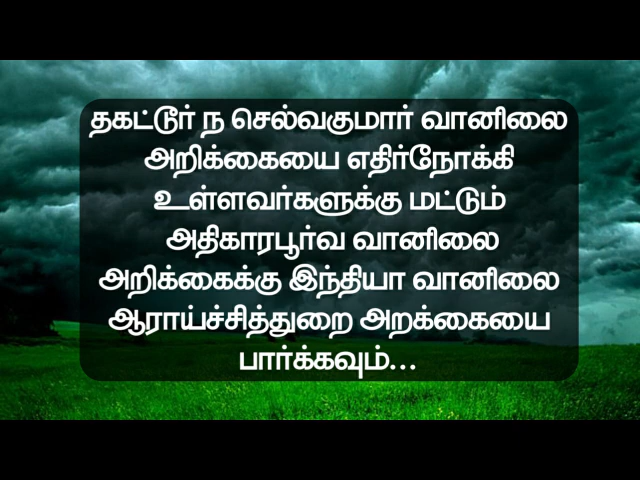 தகட்டூர் ந செல்வகுமார் வானிலை
அறிக்கையை எதிர்நோக்கி
உள்ளவர்களுக்கு மட்டும்
அதிகாரபூர்வ வானிலை
அறிக்கைக்கு இந்தியா வானிலை
ஆராய்ச்சித்துறை அறக்கையை
பார்க்கவும்...